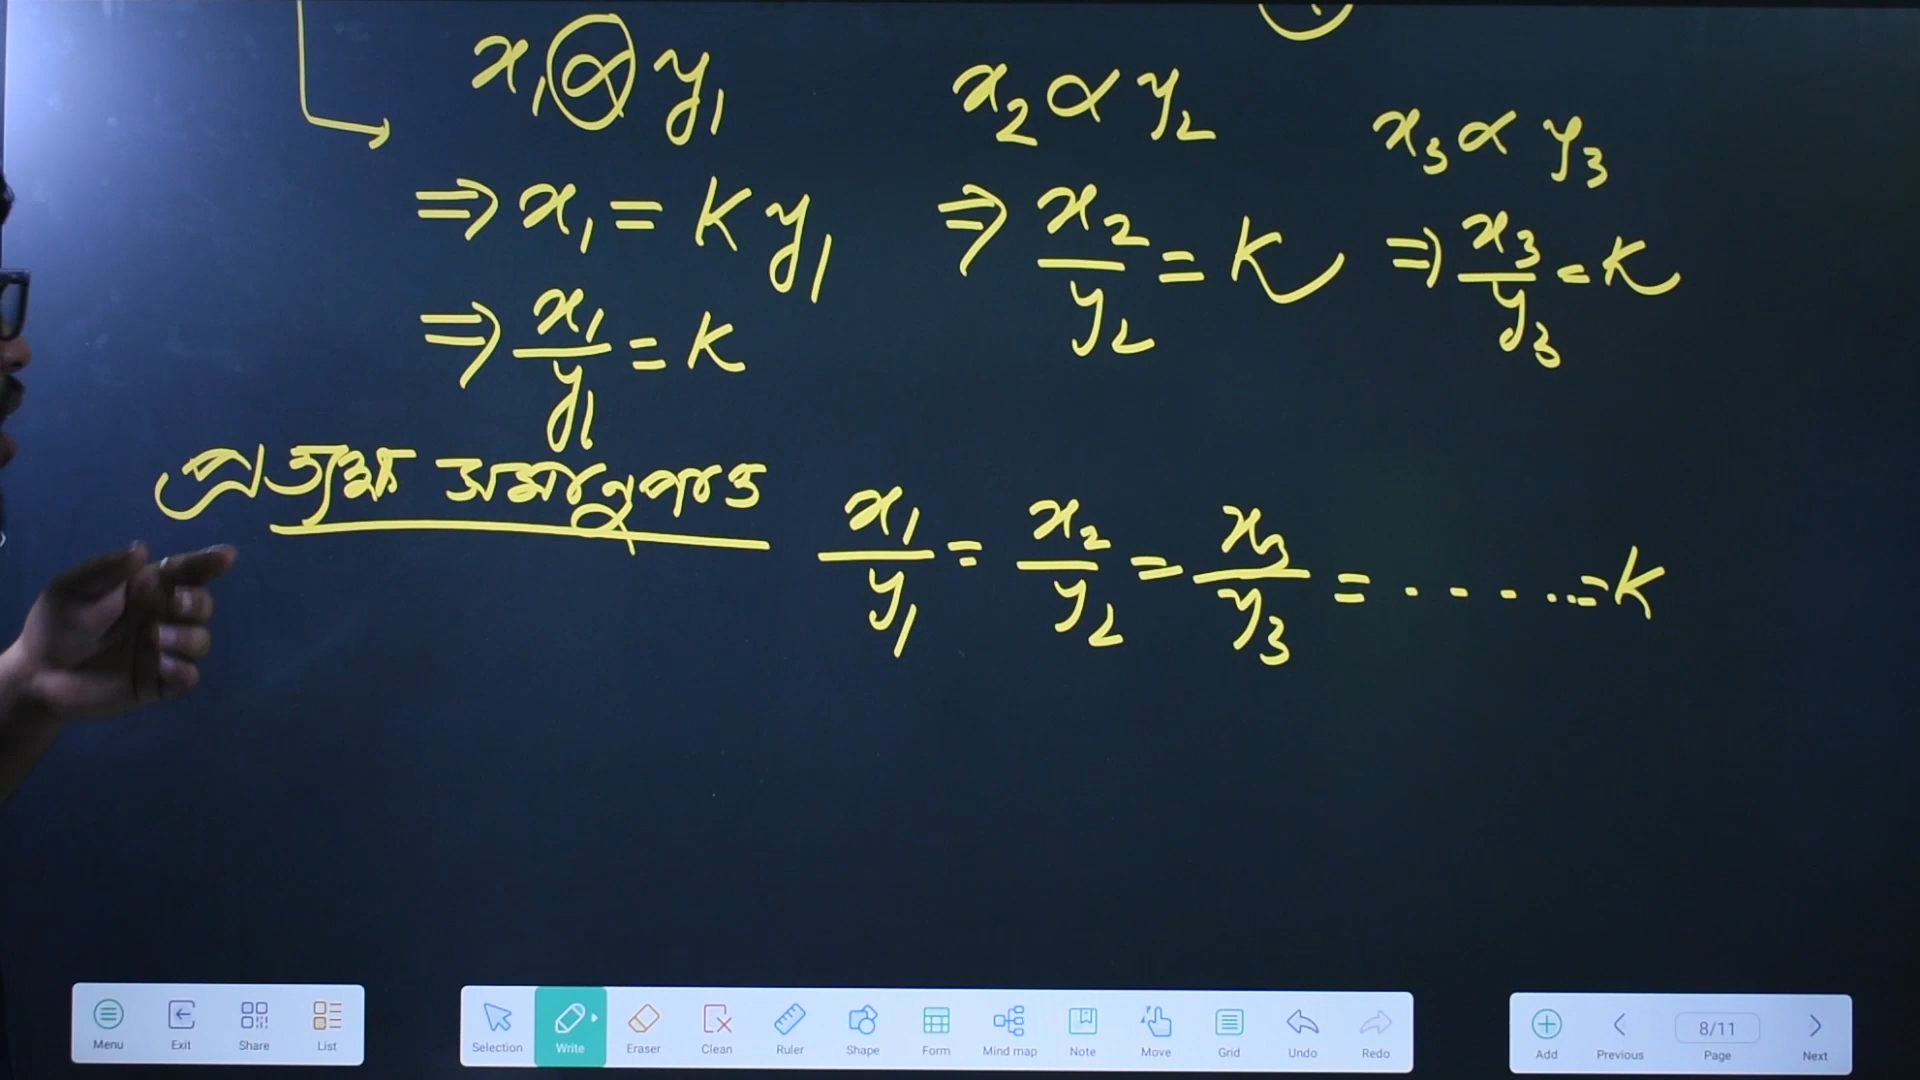 x₁ ∝ y₁
x₂ ∝ y₂
x₃ ∝ y₃
⇒ x₁ = K y₁
⇒ x₂/y₂ = K
⇒ x₃/y₃ = K
⇒ x₁/y₁ = K
প্রত্যক্ষ সমানুপাত
x₁/y₁ = x₂/y₂ = x₃/y₃ = ....... = K
Menu Exit Share List
Selection Write Eraser Clean Ruler Shape Form Mind map Note Move Grid Undo Redo
Add Previous 8/11 Page Next